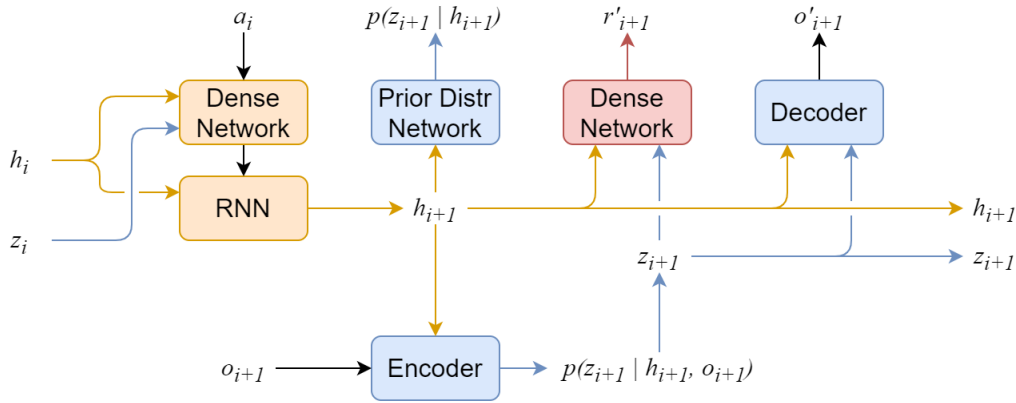 a_i
p(z_{i+1} | h_{i+1})
r'_{i+1}
o'_{i+1}
Dense
Network
Prior Distr
Network
Dense
Network
Decoder
h_i
RNN
h_{i+1}
h_{i+1}
z_i
z_{i+1}
z_{i+1}
o_{i+1}
Encoder
p(z_{i+1} | h_{i+1}, o_{i+1})